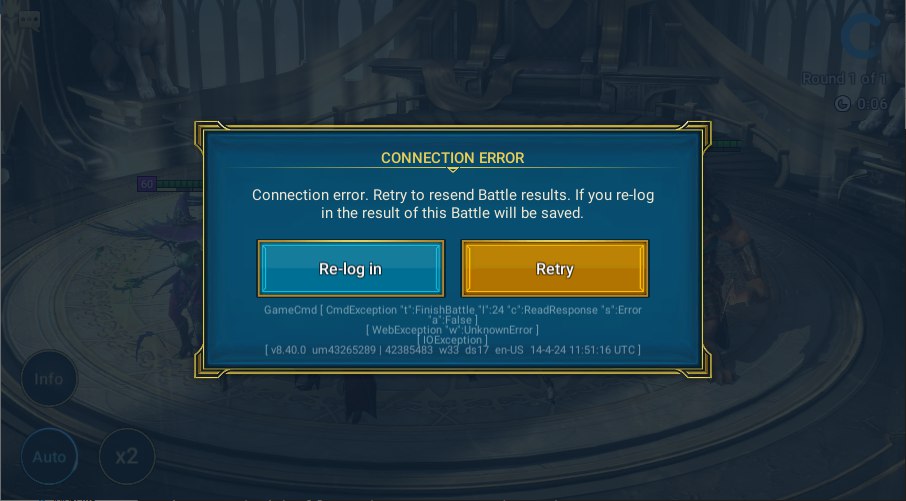 C
Round 1 of 1
0:06
60
CONNECTION ERROR
Connection error. Retry to resend Battle results. If you re-log
in the result of this Battle will be saved.
Re-log in
Retry
GameCmd [ CmdException "t":FinishBattle "l":24 "c":ReadResponse "s":Error
"a":False ]
[ WebException "w":UnknownError ]
[ IOException ]
[ v8.40.0 um43265289 | 42385483 w33 ds17 en-US 14-4-24 11:51:16 UTC ]
Info
Auto
x2